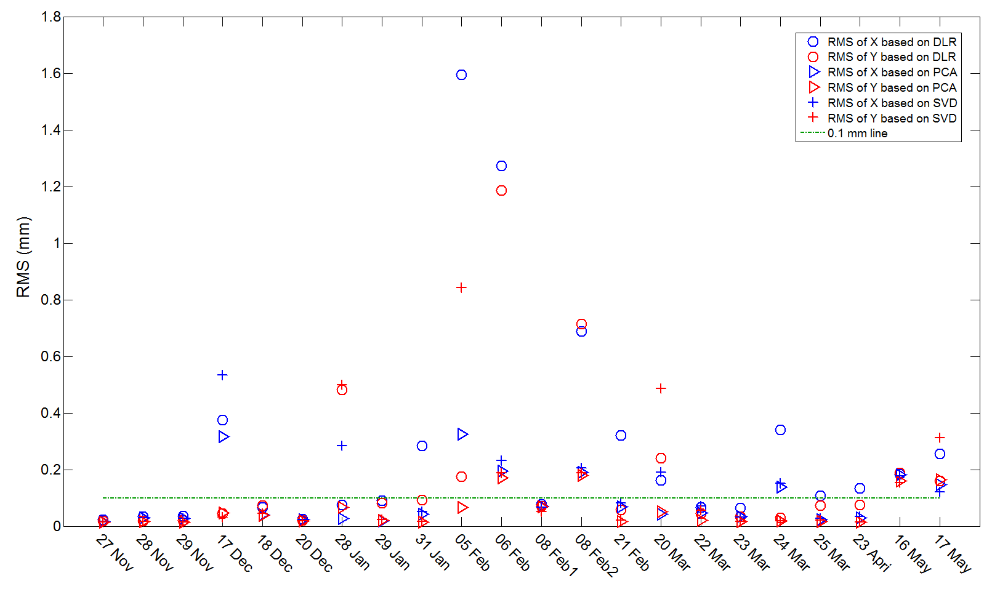 1.8
1.6
1.4
1.2
1
0.8
0.6
0.4
0.2
0
RMS (mm)
RMS of X based on DLR
RMS of Y based on DLR
RMS of X based on PCA
RMS of Y based on PCA
RMS of X based on SVD
RMS of Y based on SVD
0.1 mm line
27 Nov
28 Nov
29 Nov
17 Dec
18 Dec
20 Dec
28 Jan
29 Jan
31 Jan
05 Feb
06 Feb
08 Feb1
08 Feb2
21 Feb
20 Mar
22 Mar
23 Mar
24 Mar
25 Mar
23 Apri
16 May
17 May